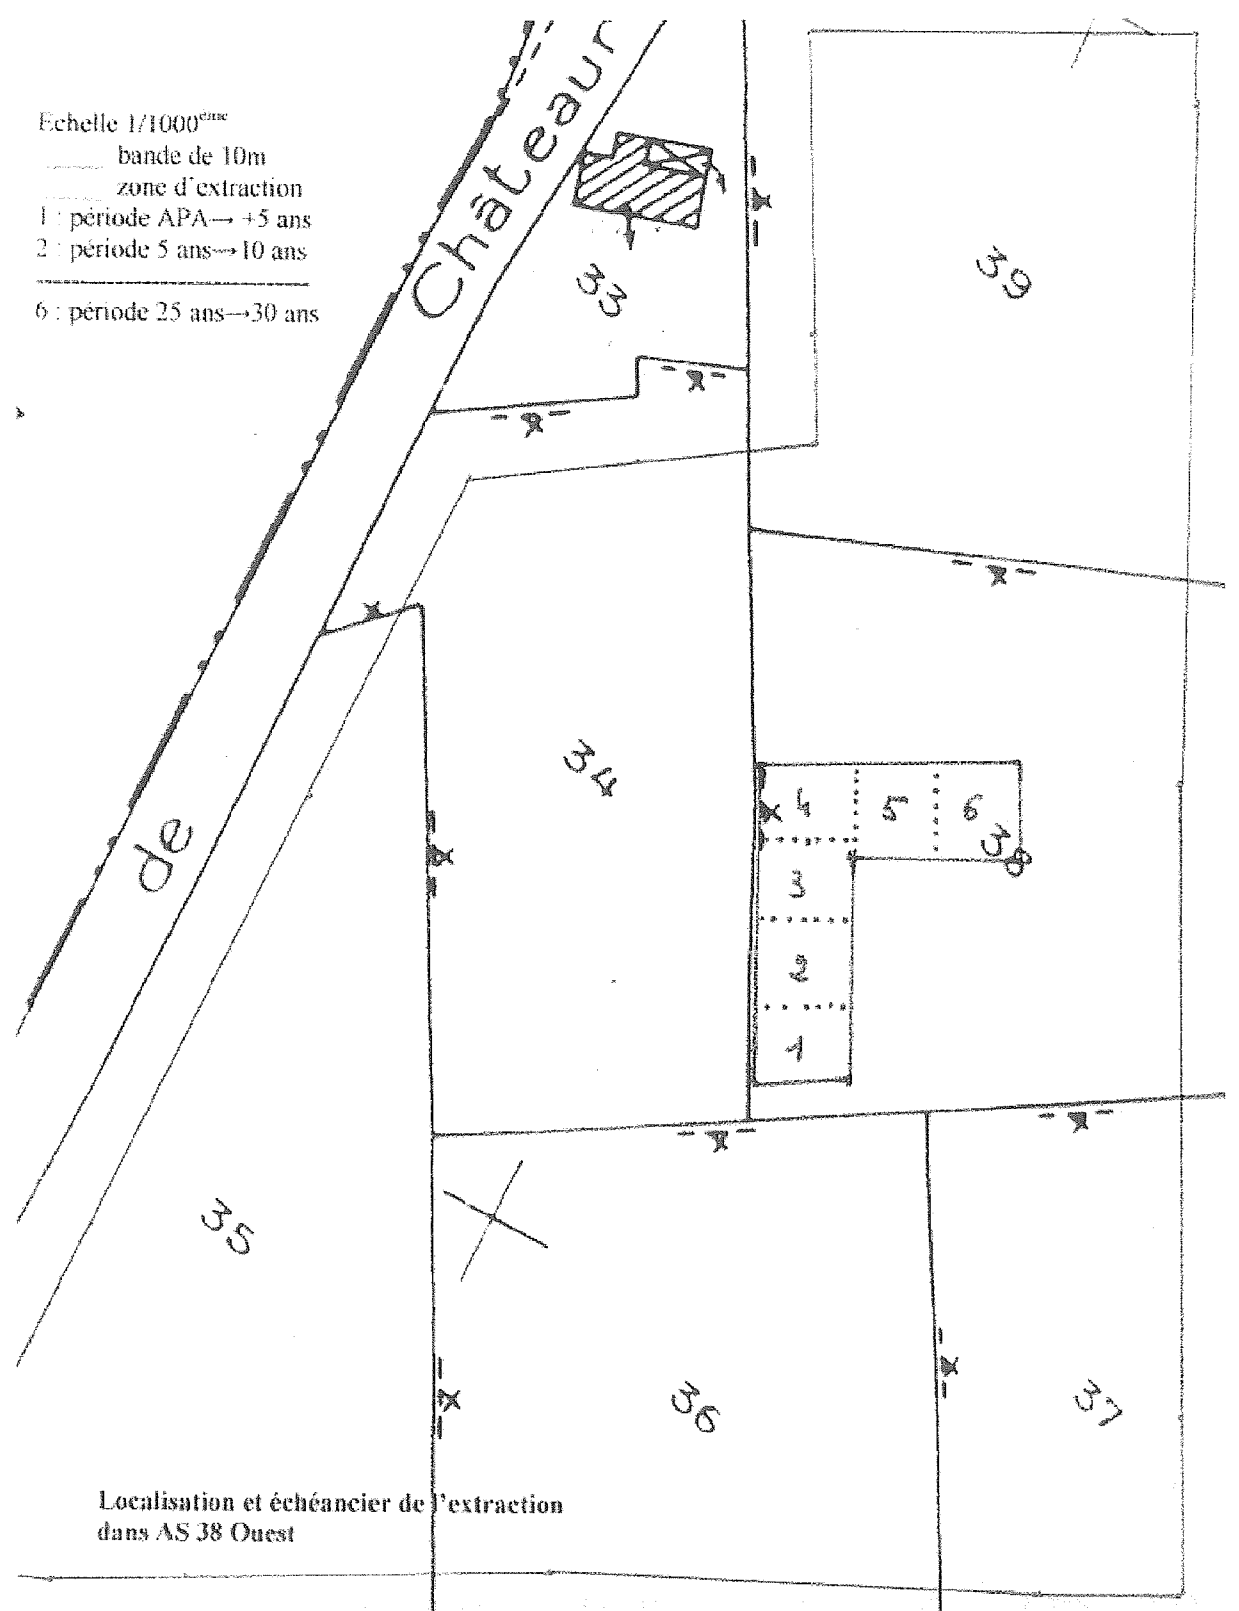 Echelle 1/1000ème
bande de 10m
zone d'extraction
1 : période APA→ +5 ans
2 : période 5 ans→10 ans
6 : période 25 ans→30 ans
de Châteaur
33
39
34
4 5 6
38
3
2
1
35
36
37
Localisation et échéancier de l'extraction
dans AS 38 Ouest